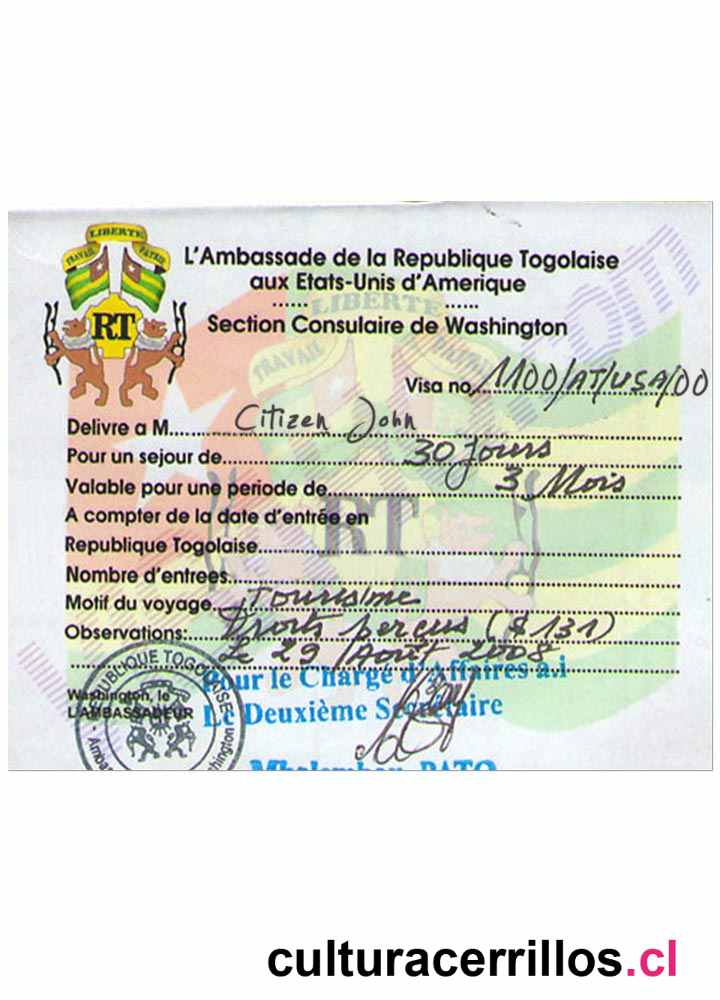 LIBERTE
TRAVAIL PATRIE
RT
L'Ambassade de la Republique Togolaise
aux Etats-Unis d'Amerique
...... ......
Section Consulaire de Washington
LIBERTE
TRAVAIL
RT
Visa no. 1100/AT/USA/00
Delivre a M..... Citizen John
Pour un sejour de..... 30 Jours
Valable pour une periode de..... 3 Mois
A compter de la date d'entrée en
Republique Togolaise.....
Nombre d'entrees.....
Motif du voyage..... Tourisme
Observations:..... Droits percus ($131)
Le 29 Août 2008
Pour le Chargé d'Affaires a.i
Washington, le
L'AMBASSADEUR
Le Deuxième Secrétaire
REPUBLIQUE TOGOLAISE
Washington
PATO
culturacerrillos.cl